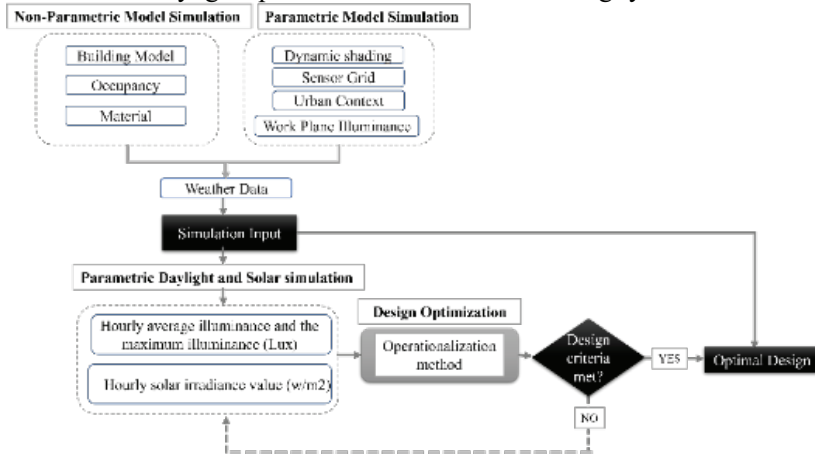 Non-Parametric Model Simulation
Parametric Model Simulation
Building Model
Occupancy
Material
Dynamic shading
Sensor Grid
Urban Context
Work Plane Illuminance
Weather Data
Simulation Input
Parametric Daylight and Solar simulation
Hourly average illuminance and the
maximum illuminance (Lux)
Hourly solar irradiance value (w/m2)
Design Optimization
Operationalization
method
Design
criteria
met?
YES
Optimal Design
NO